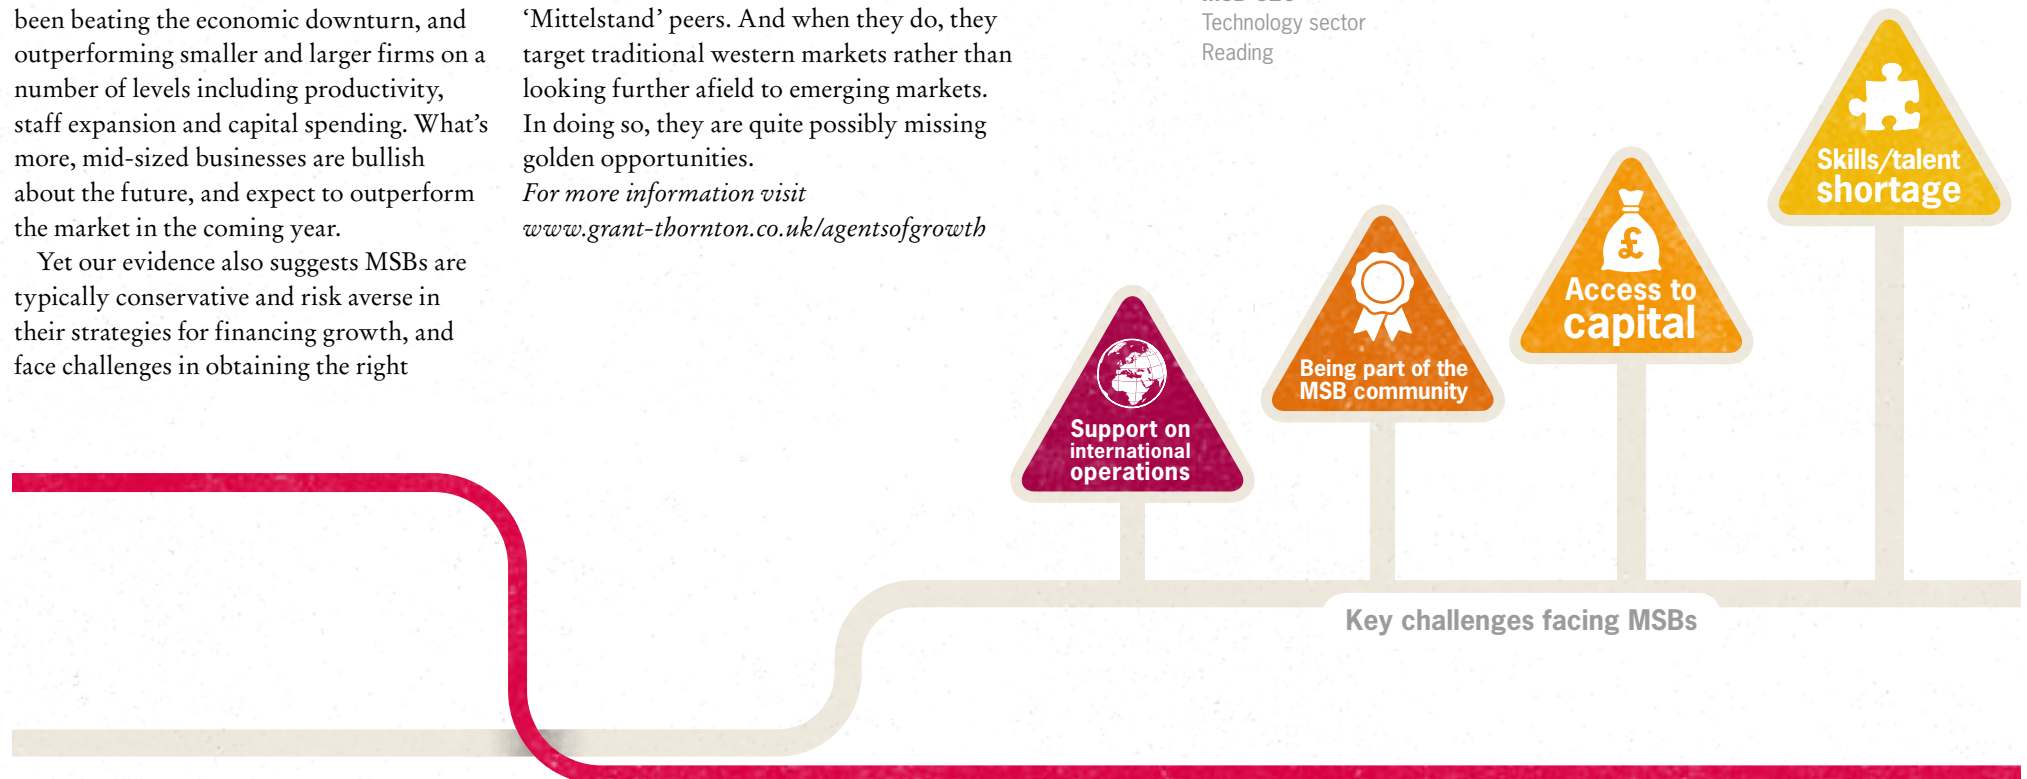 been beating the economic downturn, and
outperforming smaller and larger firms on a
number of levels including productivity,
staff expansion and capital spending. What’s
more, mid-sized businesses are bullish
about the future, and expect to outperform
the market in the coming year.
Yet our evidence also suggests MSBs are
typically conservative and risk averse in
their strategies for financing growth, and
face challenges in obtaining the right
‘Mittelstand’ peers. And when they do, they
target traditional western markets rather than
looking further afield to emerging markets.
In doing so, they are quite possibly missing
golden opportunities.
For more information visit
www.grant-thornton.co.uk/agentsofgrowth
Technology sector
Reading
Support on
international
operations
Being part of the
MSB community
£
Access to
capital
Skills/talent
shortage
Key challenges facing MSBs